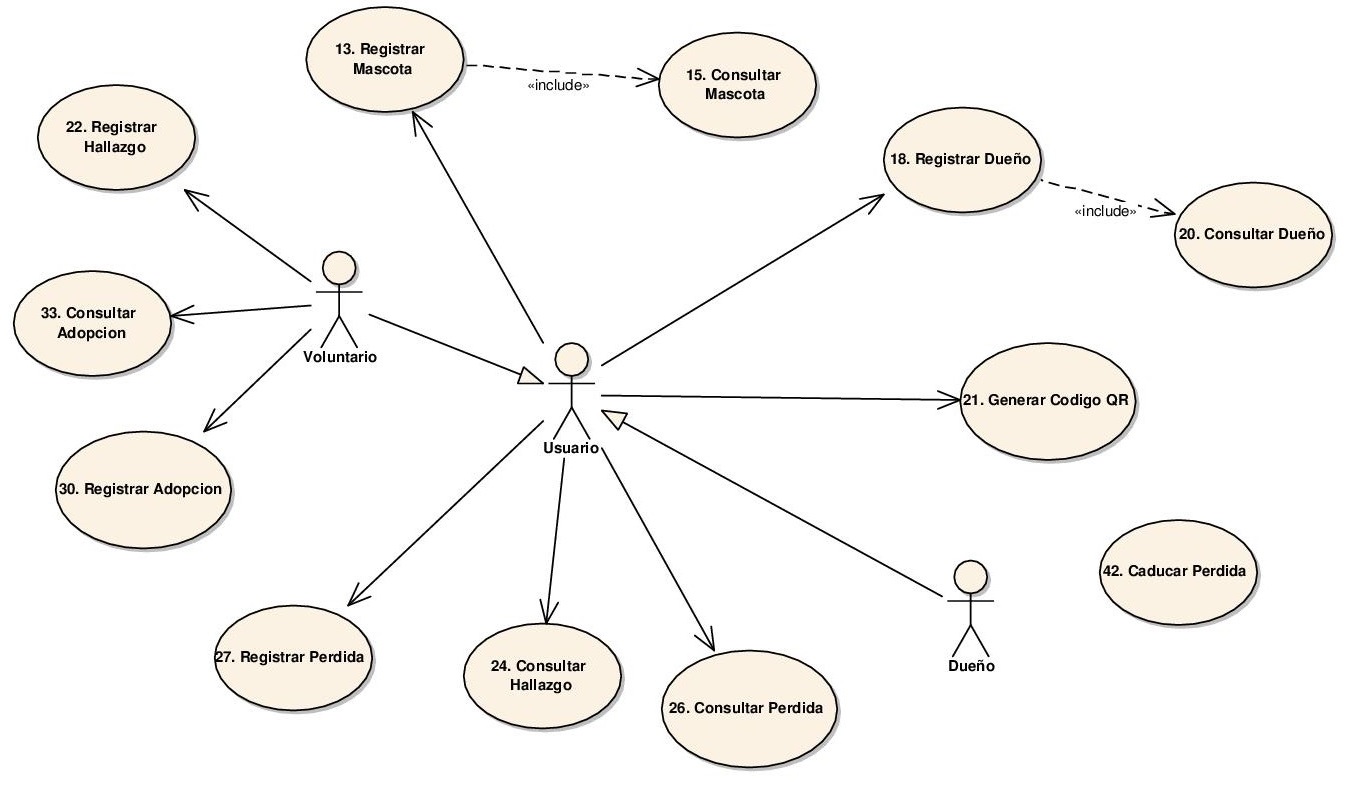 13. Registrar
Mascota
«include»
15. Consultar
Mascota
22. Registrar
Hallazgo
18. Registrar Dueño
«include»
20. Consultar Dueño
33. Consultar
Adopcion
Voluntario
Usuario
21. Generar Codigo QR
30. Registrar Adopcion
42. Caducar Perdida
27. Registrar Perdida
24. Consultar
Hallazgo
26. Consultar Perdida
Dueño